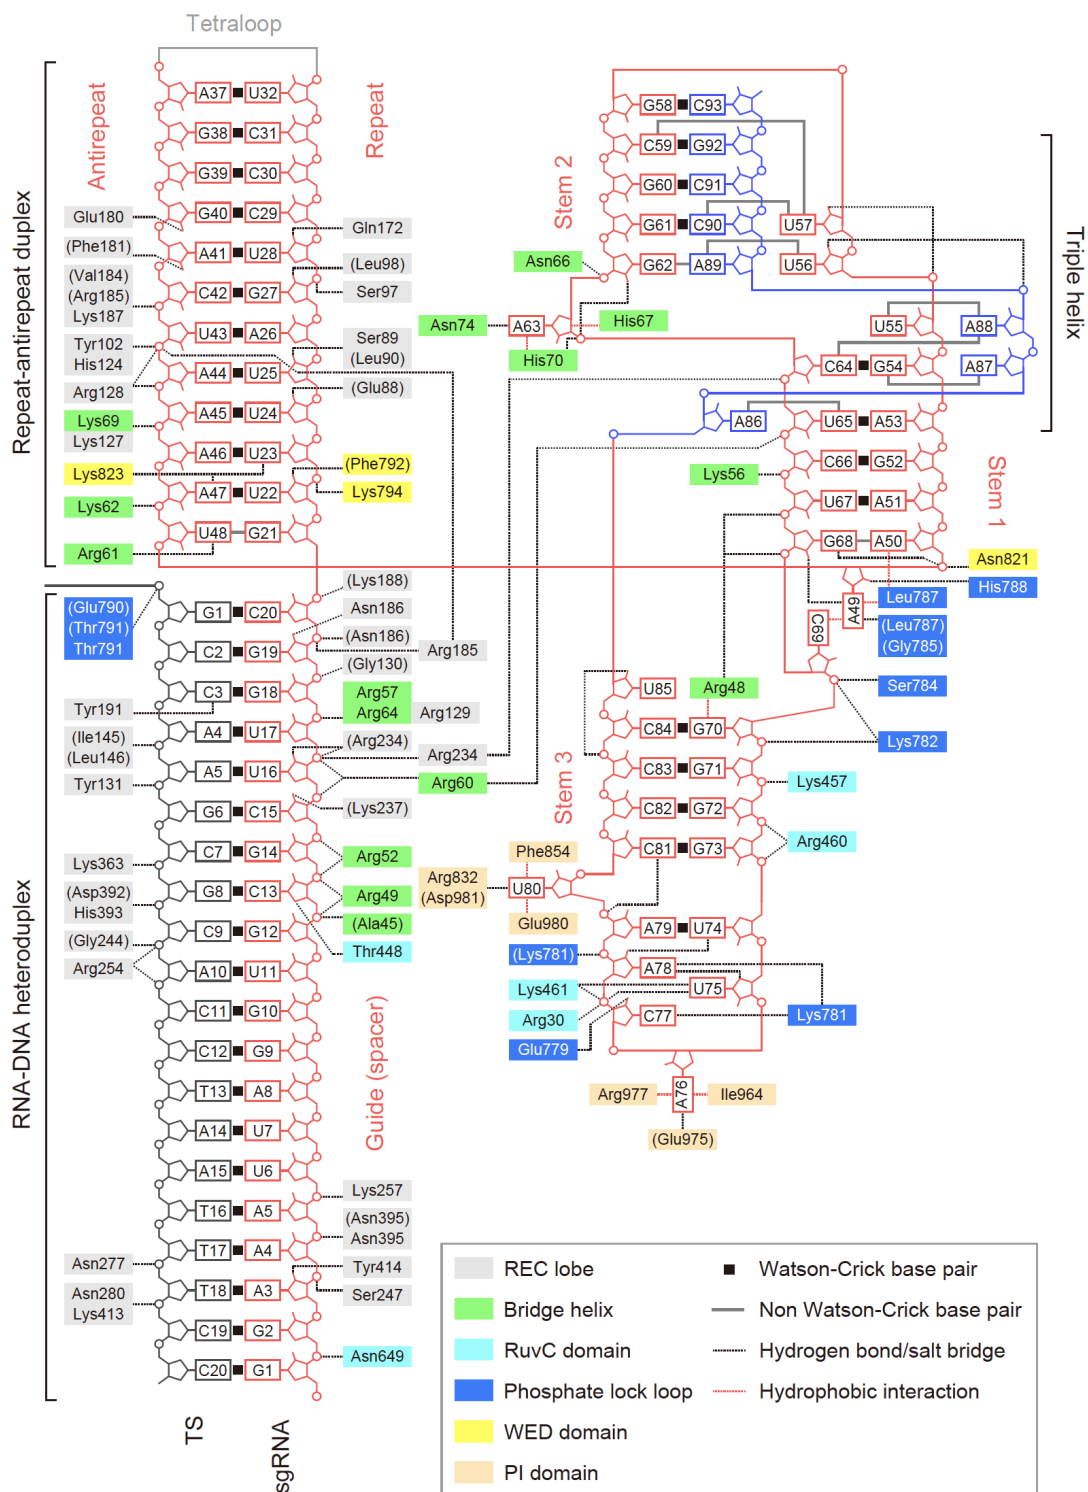 Tetraloop
Repeat-antirepeat duplex
Antirepeat
Repeat
A37 U32
G38 C31
G39 C30
G40 C29
A41 U28
C42 G27
U43 A26
A44 U25
A45 U24
A46 U23
A47 U22
U48 G21
Glu180
(Phe181)
(Val184)
(Arg185)
Lys187
Tyr102
His124
Arg128
Lys69
Lys127
Lys823
Lys62
Arg61
Gln172
(Leu98)
Ser97
Ser89
(Leu90)
(Glu88)
(Phe792)
Lys794
RNA-DNA heteroduplex
Guide (spacer)
G1 C20
C2 G19
C3 G18
A4 U17
A5 U16
G6 C15
C7 G14
G8 C13
C9 G12
A10 U11
C11 G10
C12 G9
T13 A8
A14 U7
A15 U6
T16 A5
T17 A4
T18 A3
C19 G2
C20 G1
TS
sgRNA
(Glu790)
(Thr791)
Thr791
Tyr191
(Ile145)
(Leu146)
Tyr131
Lys363
(Asp392)
His393
(Gly244)
Arg254
Asn277
Asn280
Lys413
(Lys188)
Asn186
(Asn186)
Arg185
(Gly130)
Arg57
Arg64
Arg129
(Arg234)
Arg234
Arg60
(Lys237)
Arg52
Arg49
(Ala45)
Thr448
Lys257
(Asn395)
Asn395
Tyr414
Ser247
Asn649
Stem 2
Triple helix
G58 C93
C59 G92
G60 C91
G61 C90
U57
G62 A89
U56
Asn66
Asn74
A63
His67
His70
U55 A88
C64 G54 A87
A86 U65 A53
C66 G52
U67 A51
G68 A50
Lys56
Stem 1
Asn821
His788
Leu787
(Leu787)
(Gly785)
A49
C69
Ser784
Lys782
Arg48
Stem 3
U85
C84 G70
C83 G71
C82 G72
C81 G73
Lys457
Arg460
Phe854
Arg832
(Asp981)
U80
Glu980
A79 U74
(Lys781)
A78
U75
C77
Lys461
Arg30
Glu779
Lys781
Arg977
A76
Ile964
(Glu975)
REC lobe
Bridge helix
RuvC domain
Phosphate lock loop
WED domain
PI domain
Watson-Crick base pair
Non Watson-Crick base pair
Hydrogen bond/salt bridge
Hydrophobic interaction